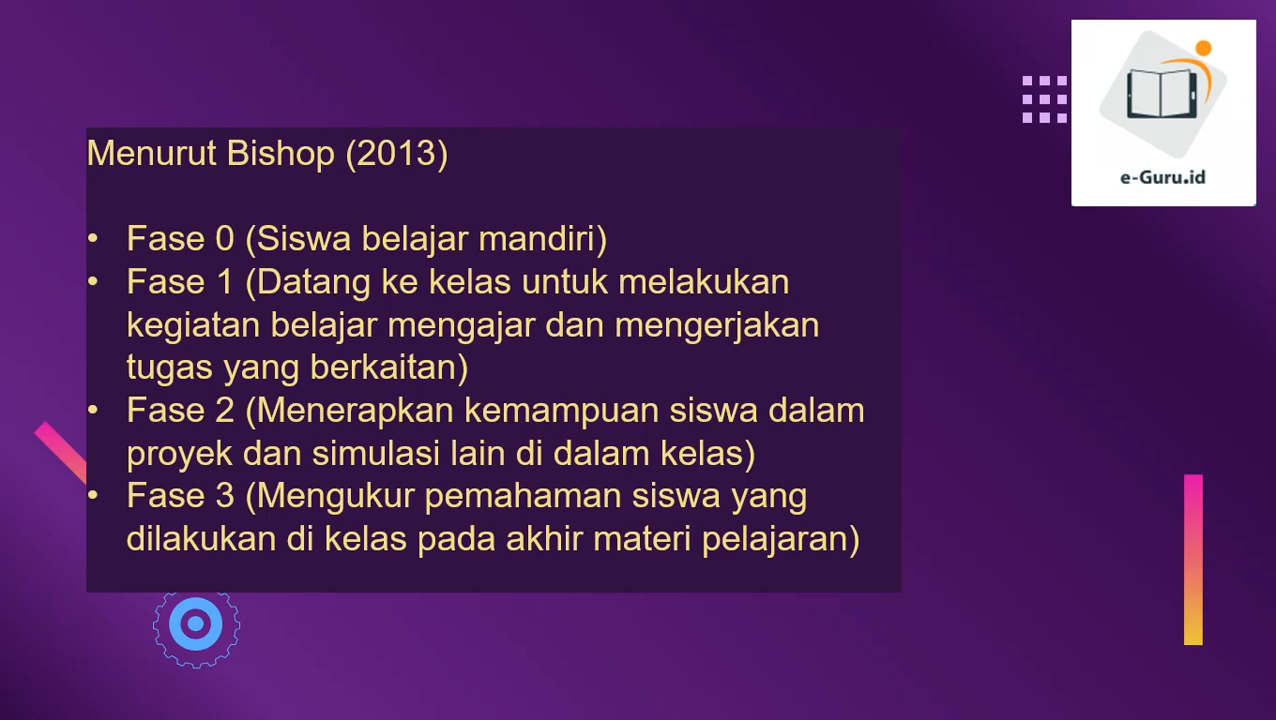 e-Guru.id
Menurut Bishop (2013)
• Fase 0 (Siswa belajar mandiri)
• Fase 1 (Datang ke kelas untuk melakukan
kegiatan belajar mengajar dan mengerjakan
tugas yang berkaitan)
• Fase 2 (Menerapkan kemampuan siswa dalam
proyek dan simulasi lain di dalam kelas)
• Fase 3 (Mengukur pemahaman siswa yang
dilakukan di kelas pada akhir materi pelajaran)